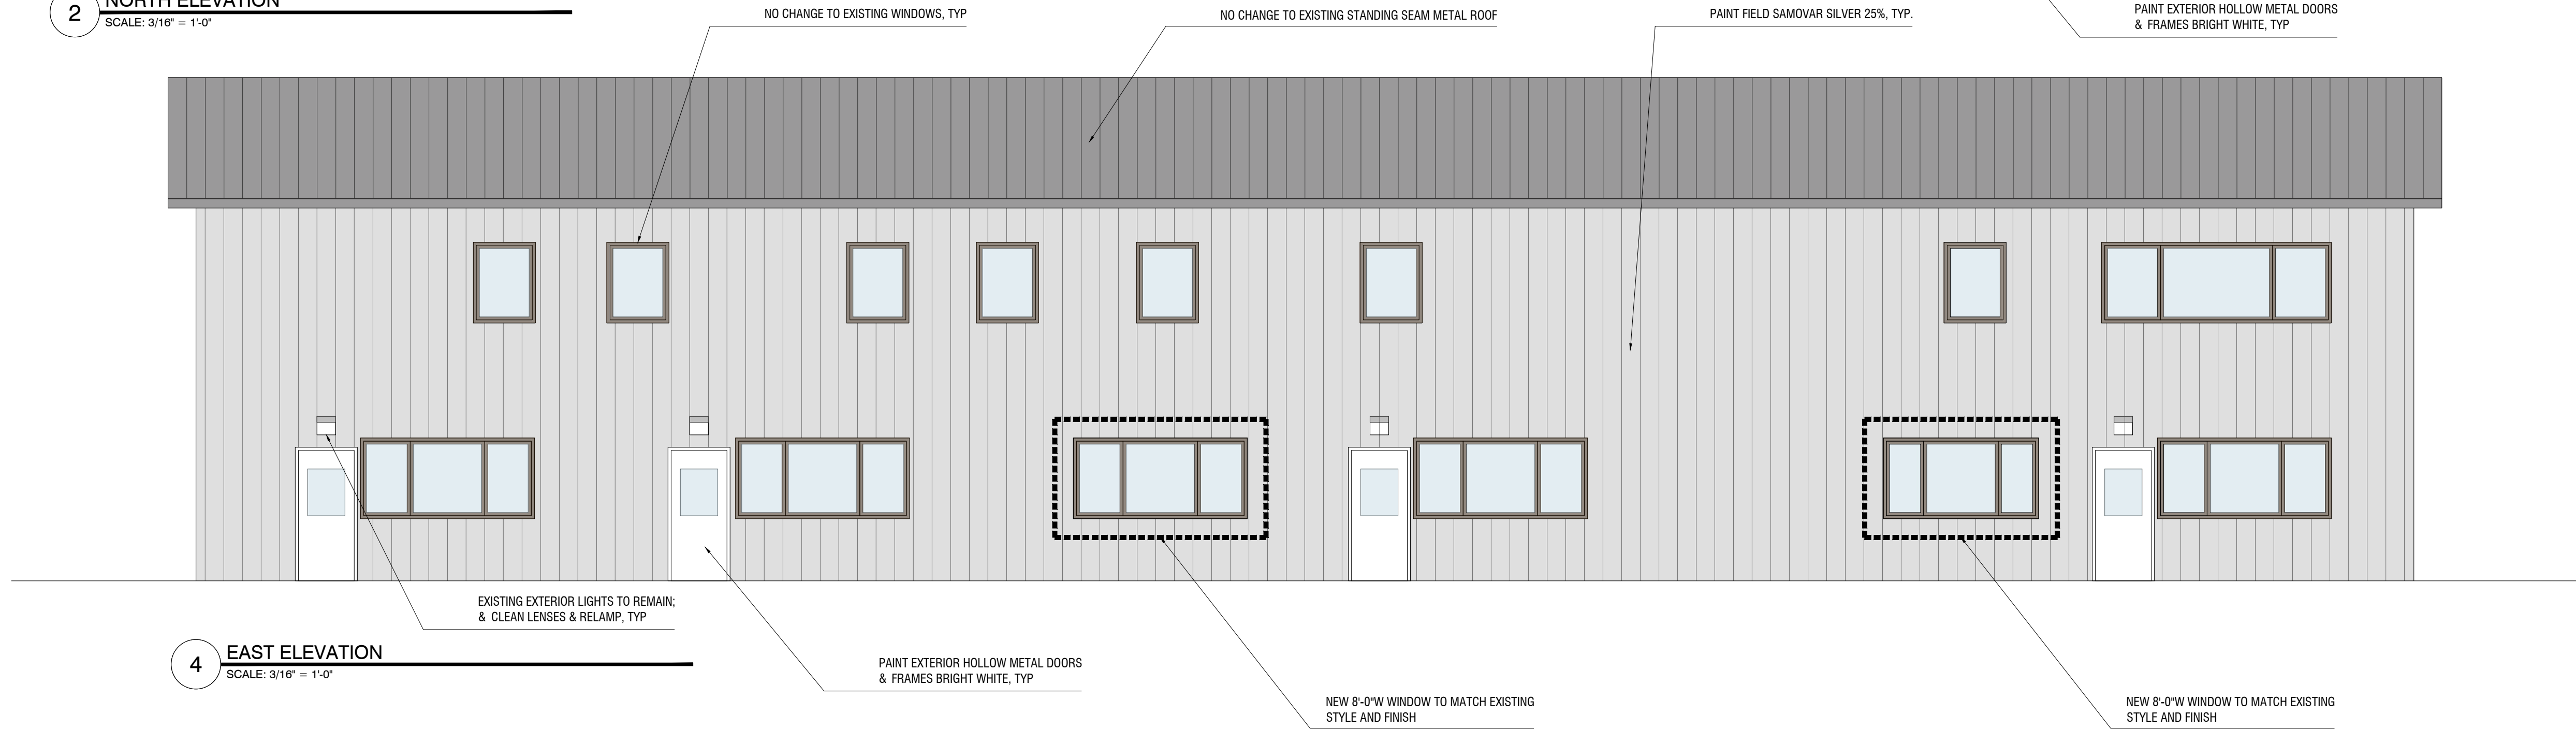 2
NORTH ELEVATION
SCALE: 3/16" = 1'-0"
NO CHANGE TO EXISTING WINDOWS, TYP
NO CHANGE TO EXISTING STANDING SEAM METAL ROOF
PAINT FIELD SAMOVAR SILVER 25%, TYP.
PAINT EXTERIOR HOLLOW METAL DOORS
& FRAMES BRIGHT WHITE, TYP
EXISTING EXTERIOR LIGHTS TO REMAIN;
& CLEAN LENSES & RELAMP, TYP
4
EAST ELEVATION
SCALE: 3/16" = 1'-0"
PAINT EXTERIOR HOLLOW METAL DOORS
& FRAMES BRIGHT WHITE, TYP
NEW 8'-0"W WINDOW TO MATCH EXISTING
STYLE AND FINISH
NEW 8'-0"W WINDOW TO MATCH EXISTING
STYLE AND FINISH